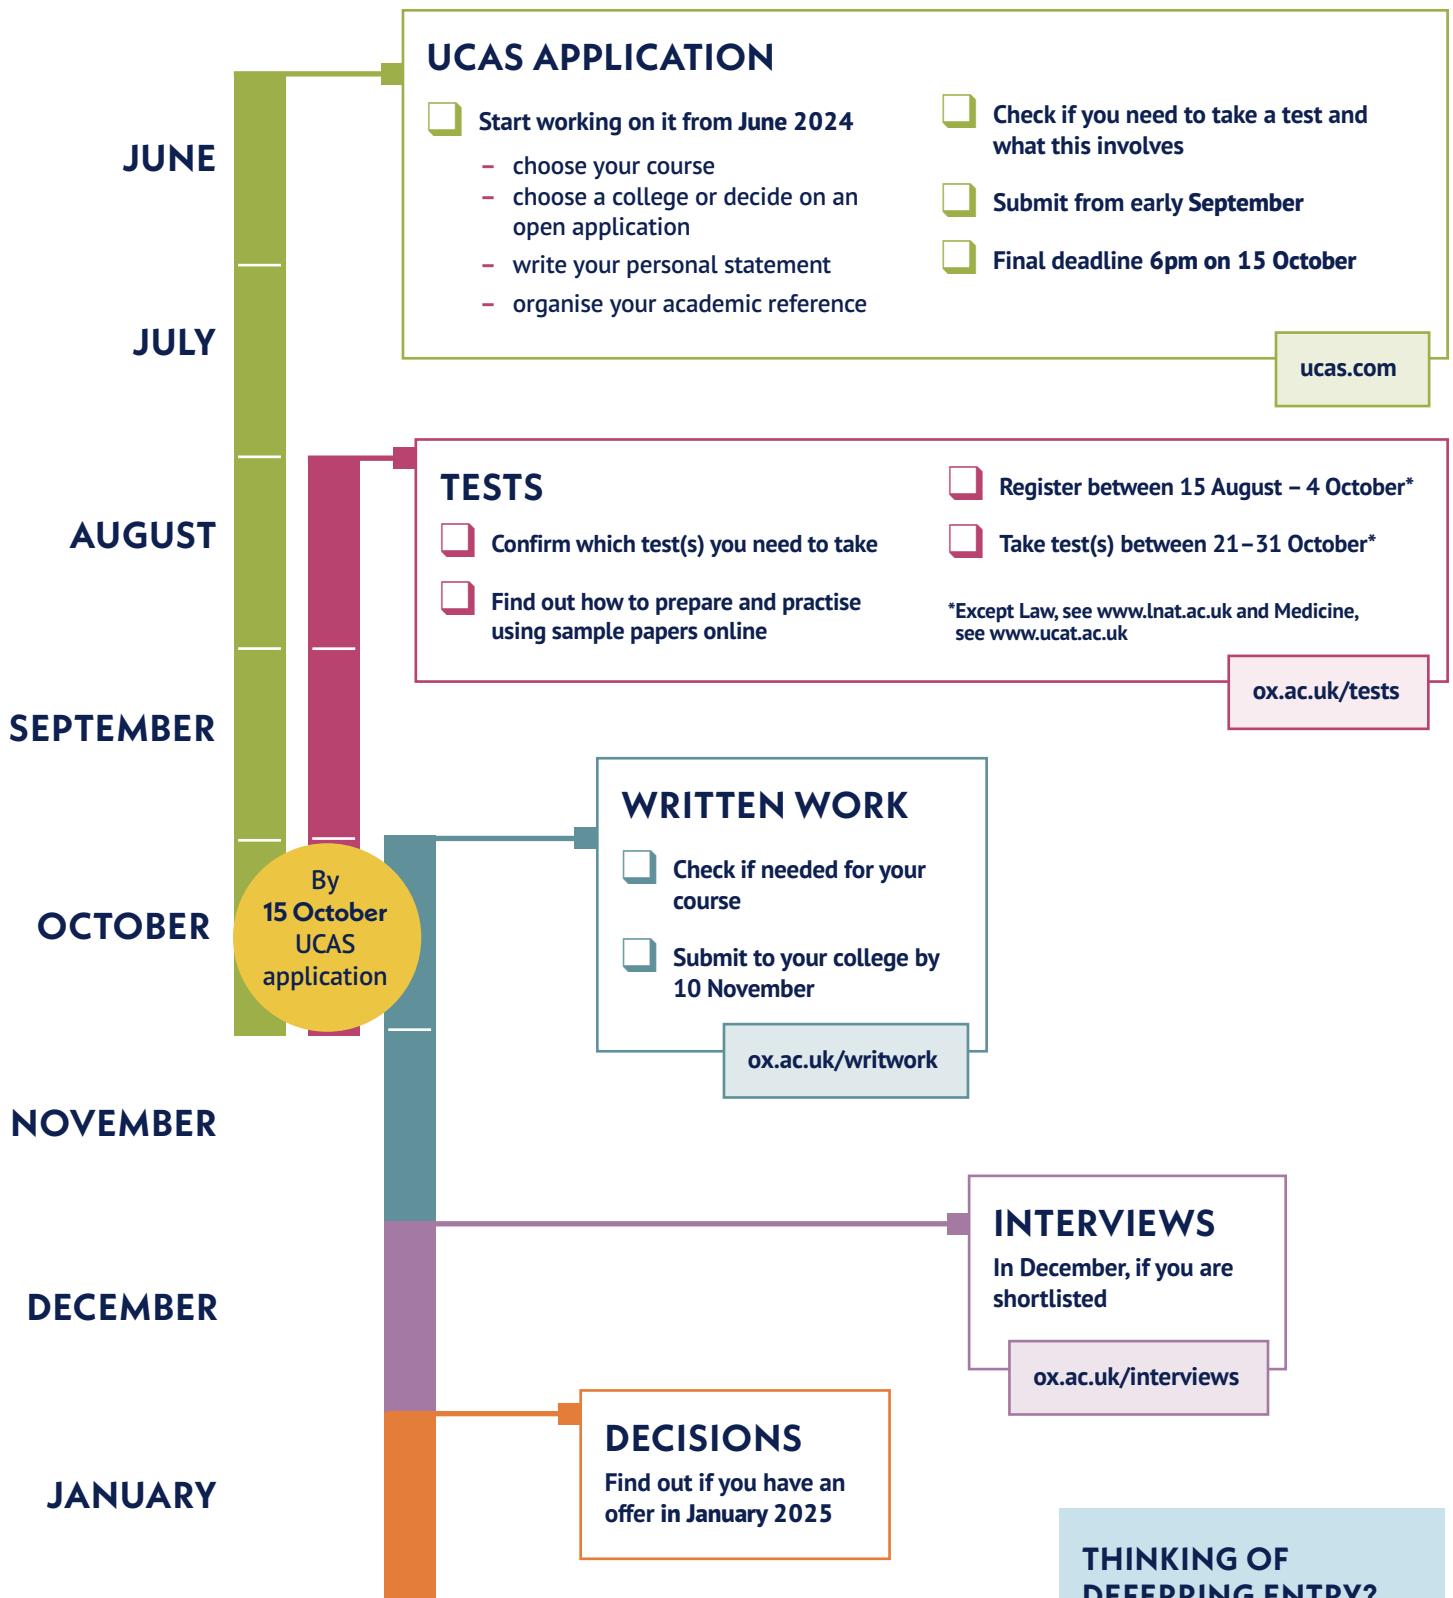 UCAS APPLICATION
Start working on it from June 2024
– choose your course
– choose a college or decide on an
open application
– write your personal statement
– organise your academic reference
Check if you need to take a test and
what this involves
Submit from early September
Final deadline 6pm on 15 October
ucas.com
JUNE
JULY
TESTS
Confirm which test(s) you need to take
Find out how to prepare and practise
using sample papers online
Register between 15 August – 4 October*
Take test(s) between 21–31 October*
*Except Law, see www.lnat.ac.uk and Medicine,
see www.ucat.ac.uk
ox.ac.uk/tests
AUGUST
SEPTEMBER
WRITTEN WORK
Check if needed for your
course
Submit to your college by
10 November
ox.ac.uk/writwork
By
15 October
UCAS
application
OCTOBER
NOVEMBER
INTERVIEWS
In December, if you are
shortlisted
ox.ac.uk/interviews
DECEMBER
DECISIONS
Find out if you have an
offer in January 2025
JANUARY
THINKING OF
DEFERRING ENTRY?